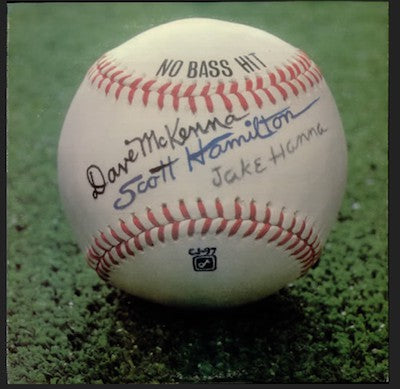 NO BASS HIT
Dave McKenna
Scott Hamilton
Jake Hanna
CJ-97